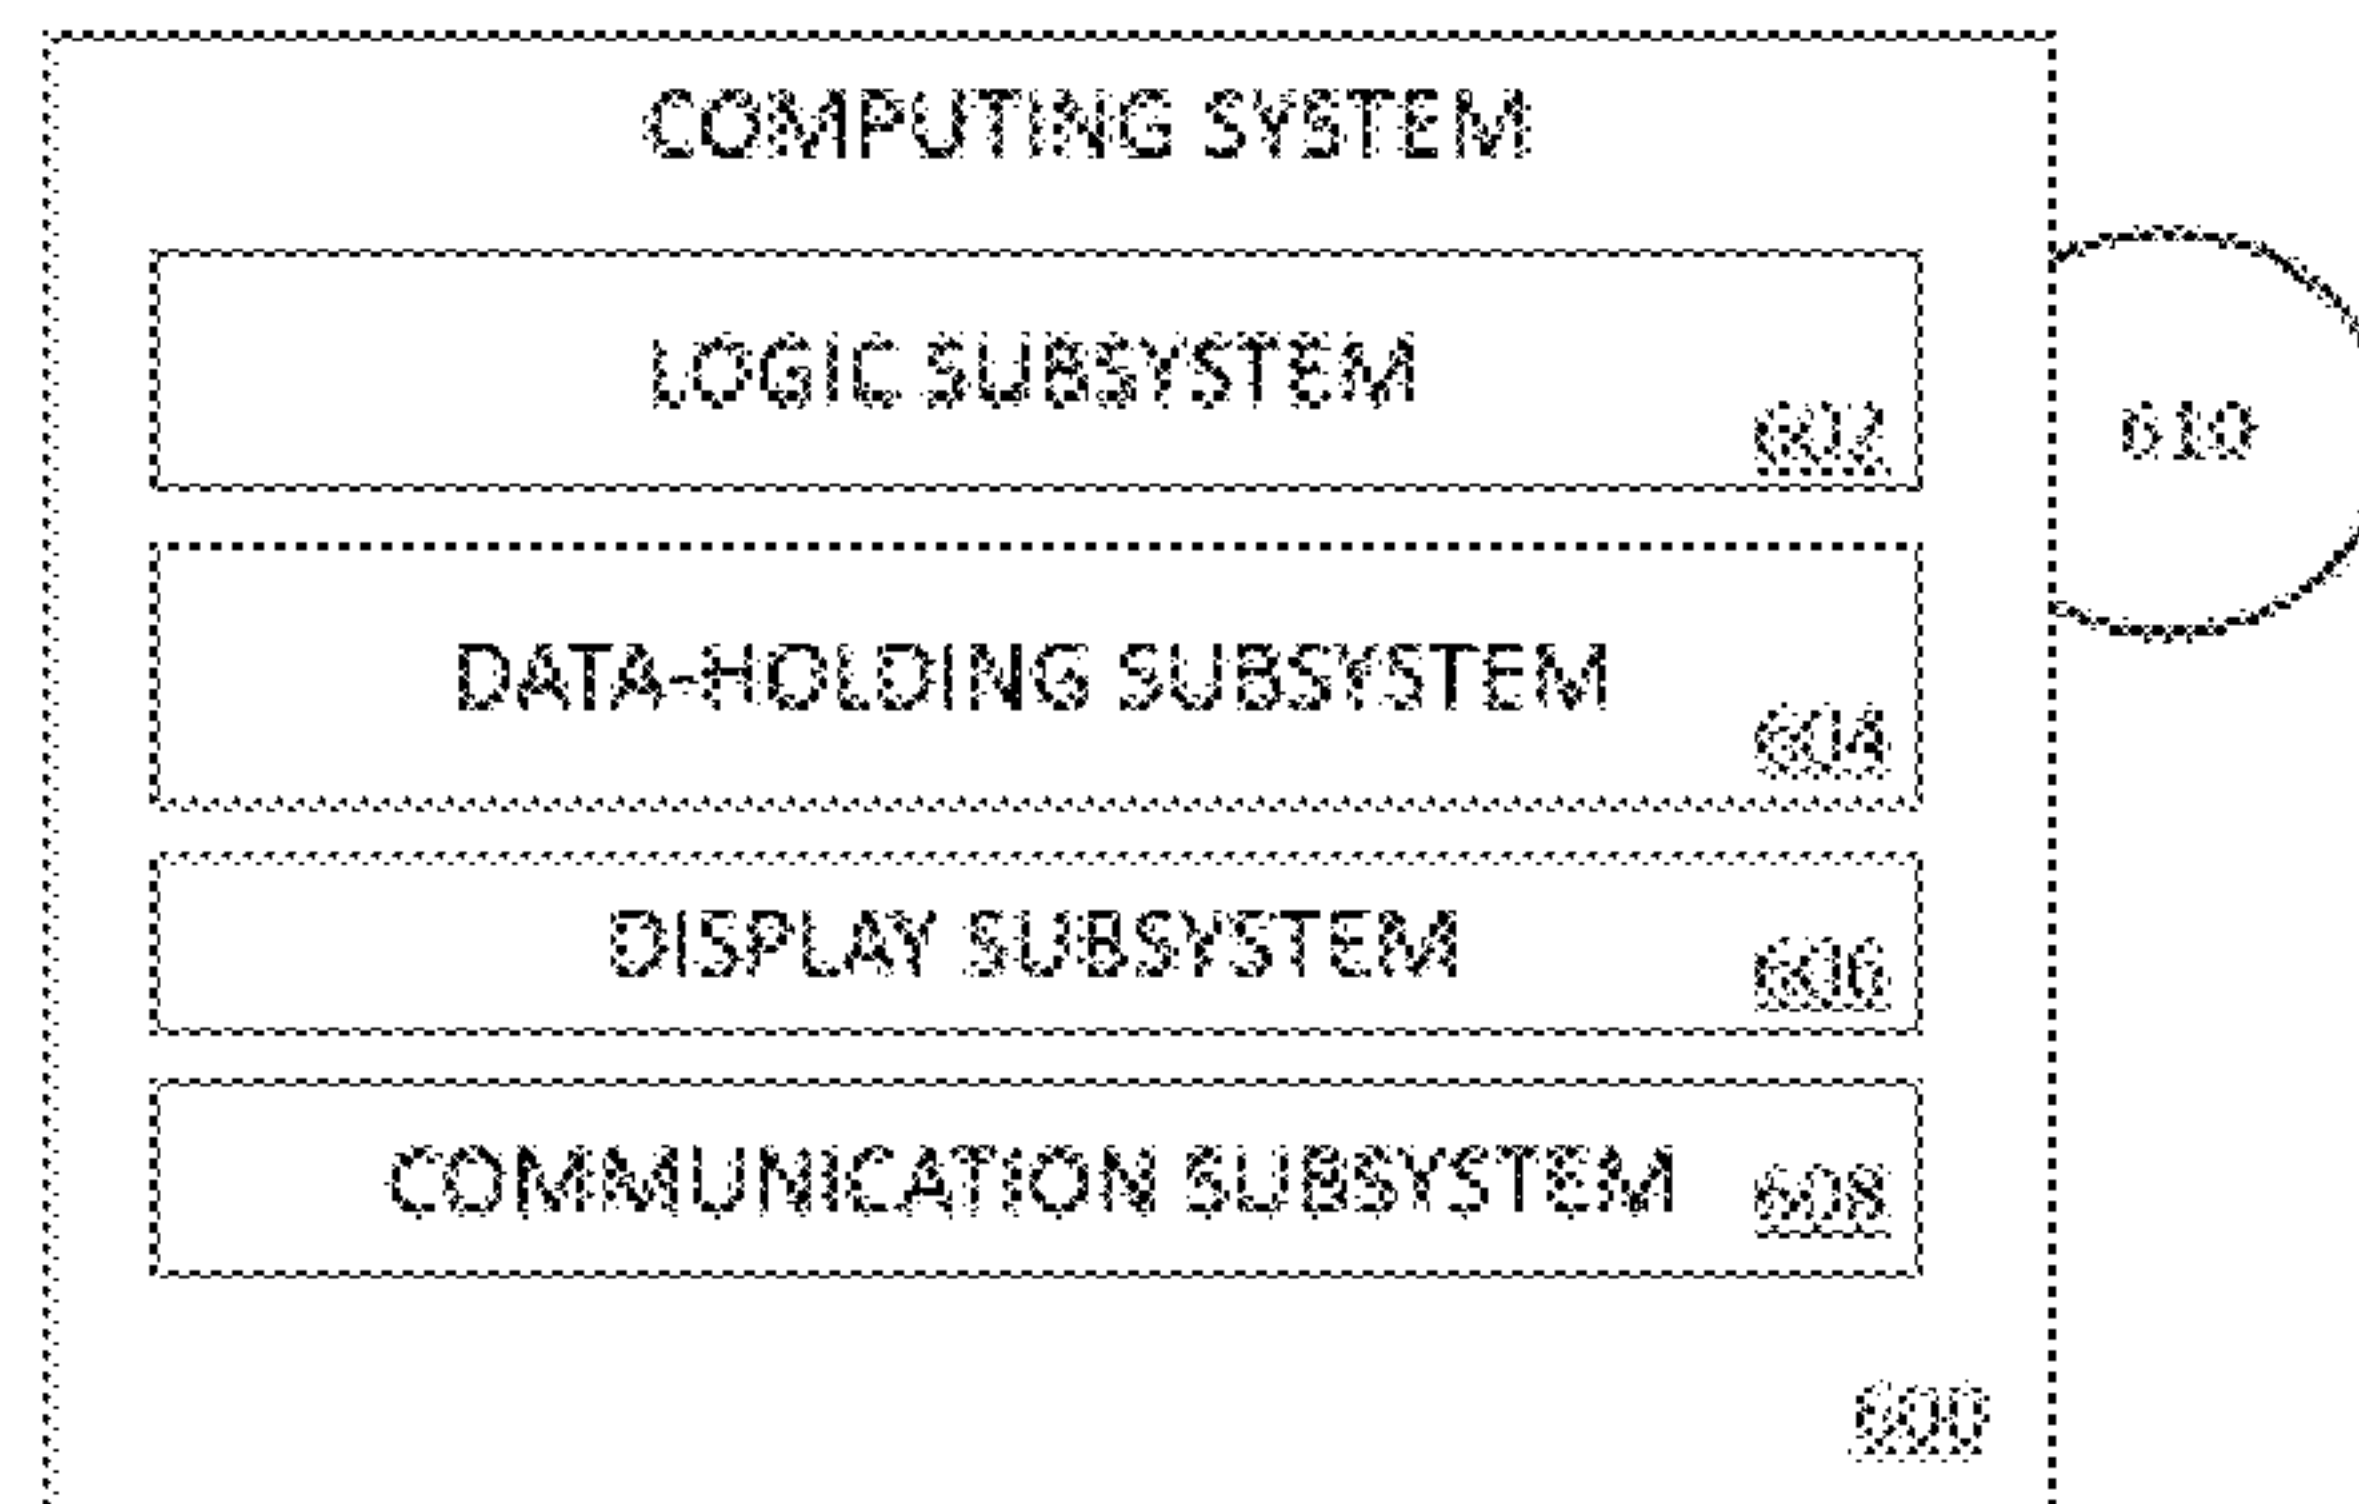 COMPUTING SYSTEM
LOGIC SUBSYSTEM
602
610
DATA-HOLDING SUBSYSTEM
604
DISPLAY SUBSYSTEM
606
COMMUNICATION SUBSYSTEM 608
600